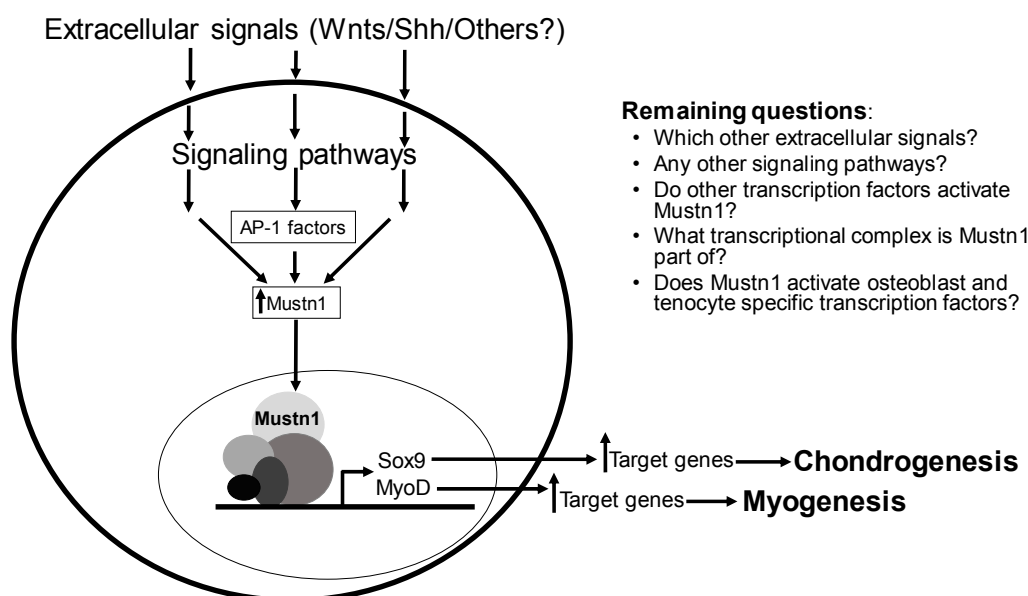 Extracellular signals (Wnts/Shh/Others?)
Signaling pathways
AP-1 factors
Mustn1
Mustn1
Sox9
MyoD
Target genes
Chondrogenesis
Target genes
Myogenesis
Remaining questions:
• Which other extracellular signals?
• Any other signaling pathways?
• Do other transcription factors activate
Mustn1?
• What transcriptional complex is Mustn1
part of?
• Does Mustn1 activate osteoblast and
tenocyte specific transcription factors?